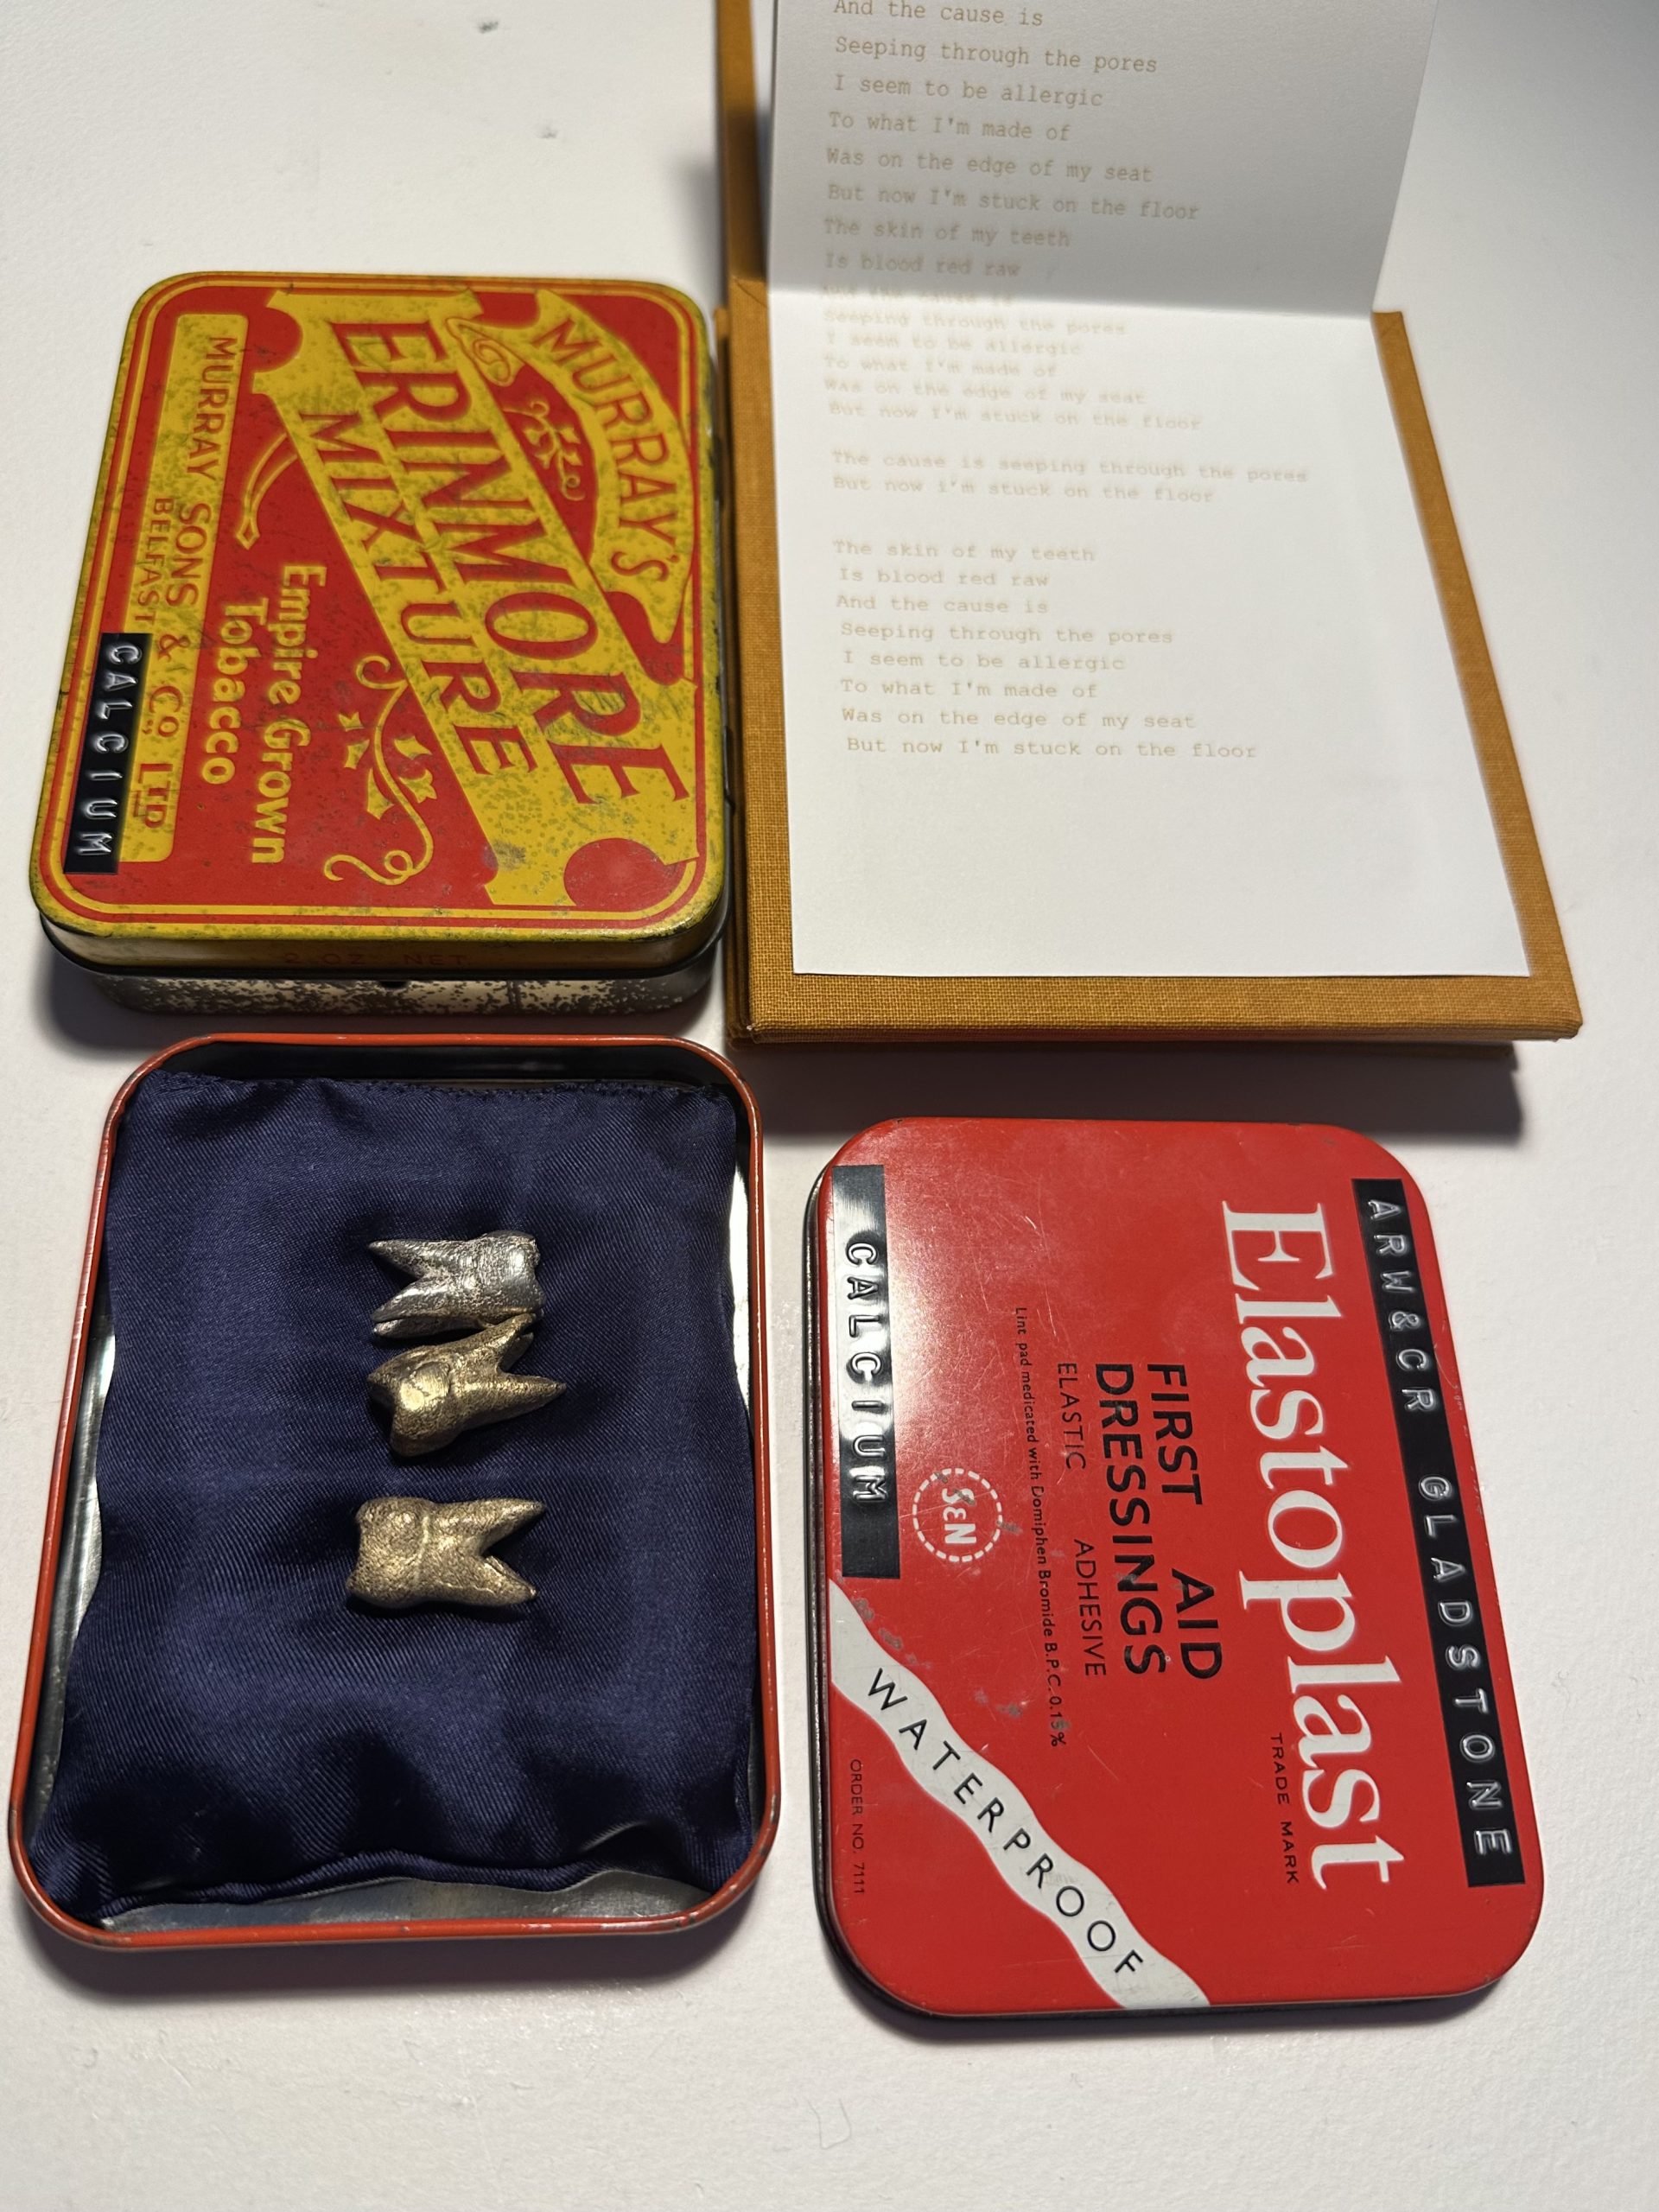 And the cause is
Seeping through the pores
I seem to be allergic
To what I'm made of
Was on the edge of my seat
But now I'm stuck on the floor
The skin of my teeth
Is blood red raw
And the cause is
Seeping through the pores
I seem to be allergic
To what I'm made of
Was on the edge of my seat
But now I'm stuck on the floor
The cause is seeping through the pores
But now I'm stuck on the floor
The skin of my teeth
Is blood red raw
And the cause is
Seeping through the pores
I seem to be allergic
To what I'm made of
Was on the edge of my seat
But now I'm stuck on the floor
MURRAY'S
ERINMORE
MIXTURE
Empire Grown
Tobacco
MURRAY SONS & CO LTD
BELFAST
CALCIUM
2 OZ NET
ARW&CR GLADSTONE
Elastoplast
TRADE MARK
FIRST AID
DRESSINGS
ELASTIC ADHESIVE
Lint pad medicated with Domiphen Bromide B.P.C. 0.15%
S&N
CALCIUM
WATERPROOF
ORDER NO. 7111